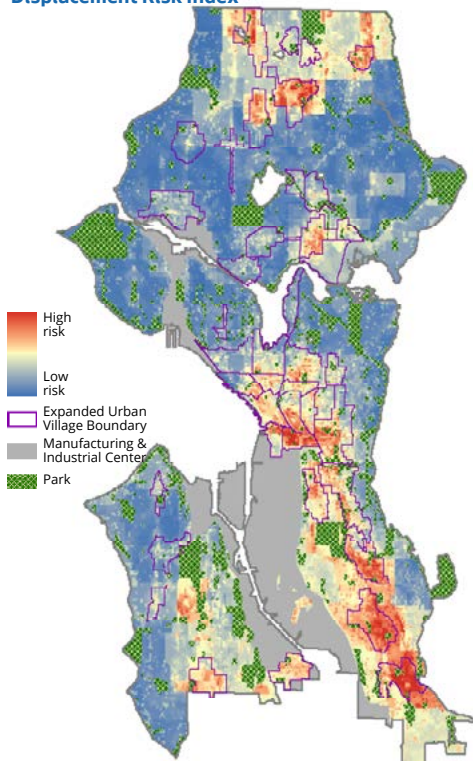 Displacement Risk Index
High
risk
Low
risk
Expanded Urban
Village Boundary
Manufacturing &
Industrial Center
Park